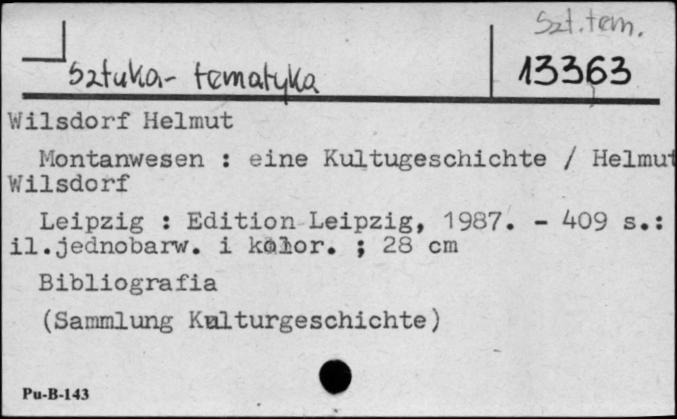 Szt. tem.
Sztuka - tematyka
13363
Wilsdorf Helmut
Montanwesen : eine Kultugeschichte / Helmut
Wilsdorf
Leipzig : Edition Leipzig, 1987. - 409 s.:
il.jednobarw. i kolor. ; 28 cm
Bibliografia
(Sammlung Kulturgeschichte)
Pu-B-143